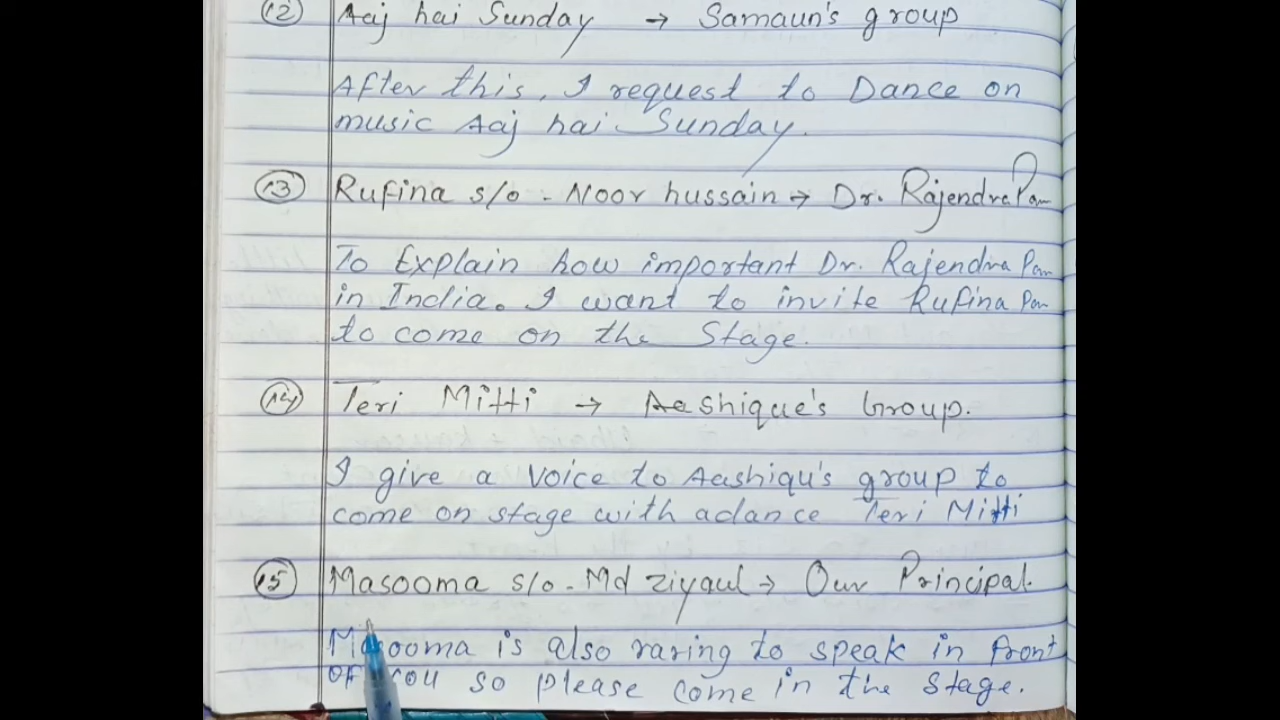 12 Aaj hai Sunday → Samaun's group
After this, I request to Dance on
music Aaj hai Sunday.
13 Rufina s/o - Noor hussain → Dr. Rajendra
To Explain how important Dr. Rajendra
in India. I want to invite Rufina
to come on the Stage.
14 Teri Mitti → Aashique's Group.
I give a voice to Aashiqu's group to
come on stage with adance Teri Mitti
15 Masooma s/o - Md ziyaul → Our Principal.
Masooma is also raring to speak in front
of you so please come in the stage.